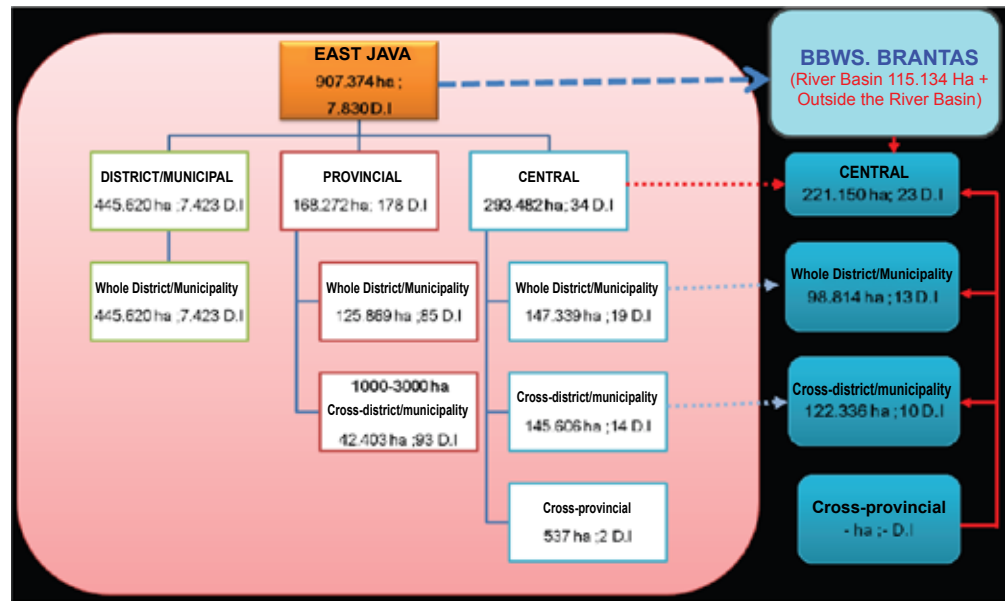 EAST JAVA
907.374 ha ;
7.830 D.I
BBWS. BRANTAS
(River Basin 115.134 Ha +
Outside the River Basin)
DISTRICT/MUNICIPAL
445.620 ha ;7.423 D.I
PROVINCIAL
168.272 ha; 178 D.I
CENTRAL
293.482 ha; 34 D.I
CENTRAL
221.150 ha; 23 D.I
Whole District/Municipality
445.620 ha ;7.423 D.I
Whole District/Municipality
125.869 ha ;85 D.I
Whole District/Municipality
147.339 ha ;19 D.I
Whole District/Municipality
98.814 ha ;13 D.I
1000-3000 ha
Cross-district/municipality
42.403 ha ;93 D.I
Cross-district/municipality
145.606 ha ;14 D.I
Cross-district/municipality
122.336 ha ;10 D.I
Cross-provincial
537 ha ;2 D.I
Cross-provincial
- ha ;- D.I